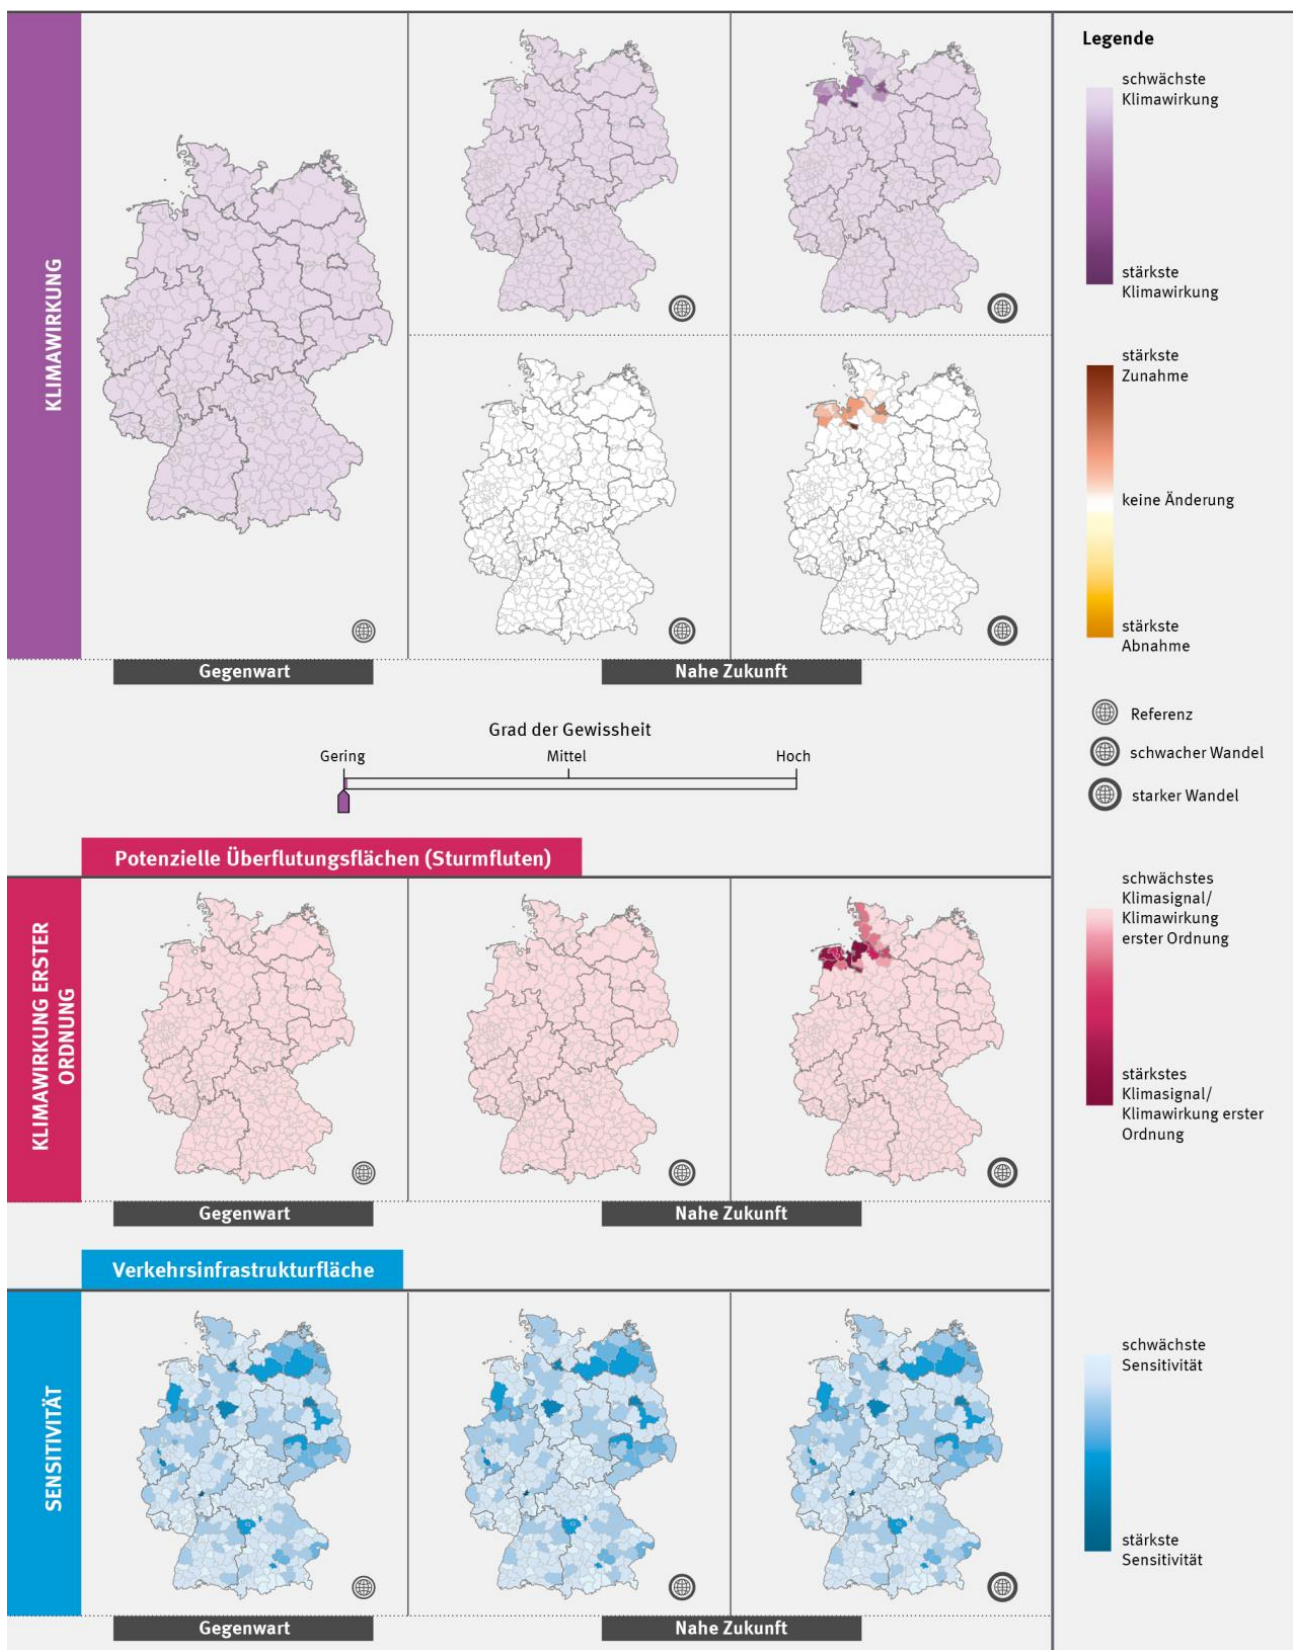 KLIMAWIRKUNG
Gegenwart
Nahe Zukunft
Grad der Gewissheit
Gering
Mittel
Hoch
Potenzielle Überflutungsflächen (Sturmfluten)
KLIMAWIRKUNG ERSTER
ORDNUNG
Gegenwart
Nahe Zukunft
Verkehrsinfrastrukturfläche
SENSITIVITÄT
Gegenwart
Nahe Zukunft
Legende
schwächste
Klimawirkung
stärkste
Klimawirkung
stärkste
Zunahme
keine Änderung
stärkste
Abnahme
Referenz
schwacher Wandel
starker Wandel
schwächstes
Klimasignal/
Klimawirkung
erster Ordnung
stärkstes
Klimasignal/
Klimawirkung erster
Ordnung
schwächste
Sensitivität
stärkste
Sensitivität